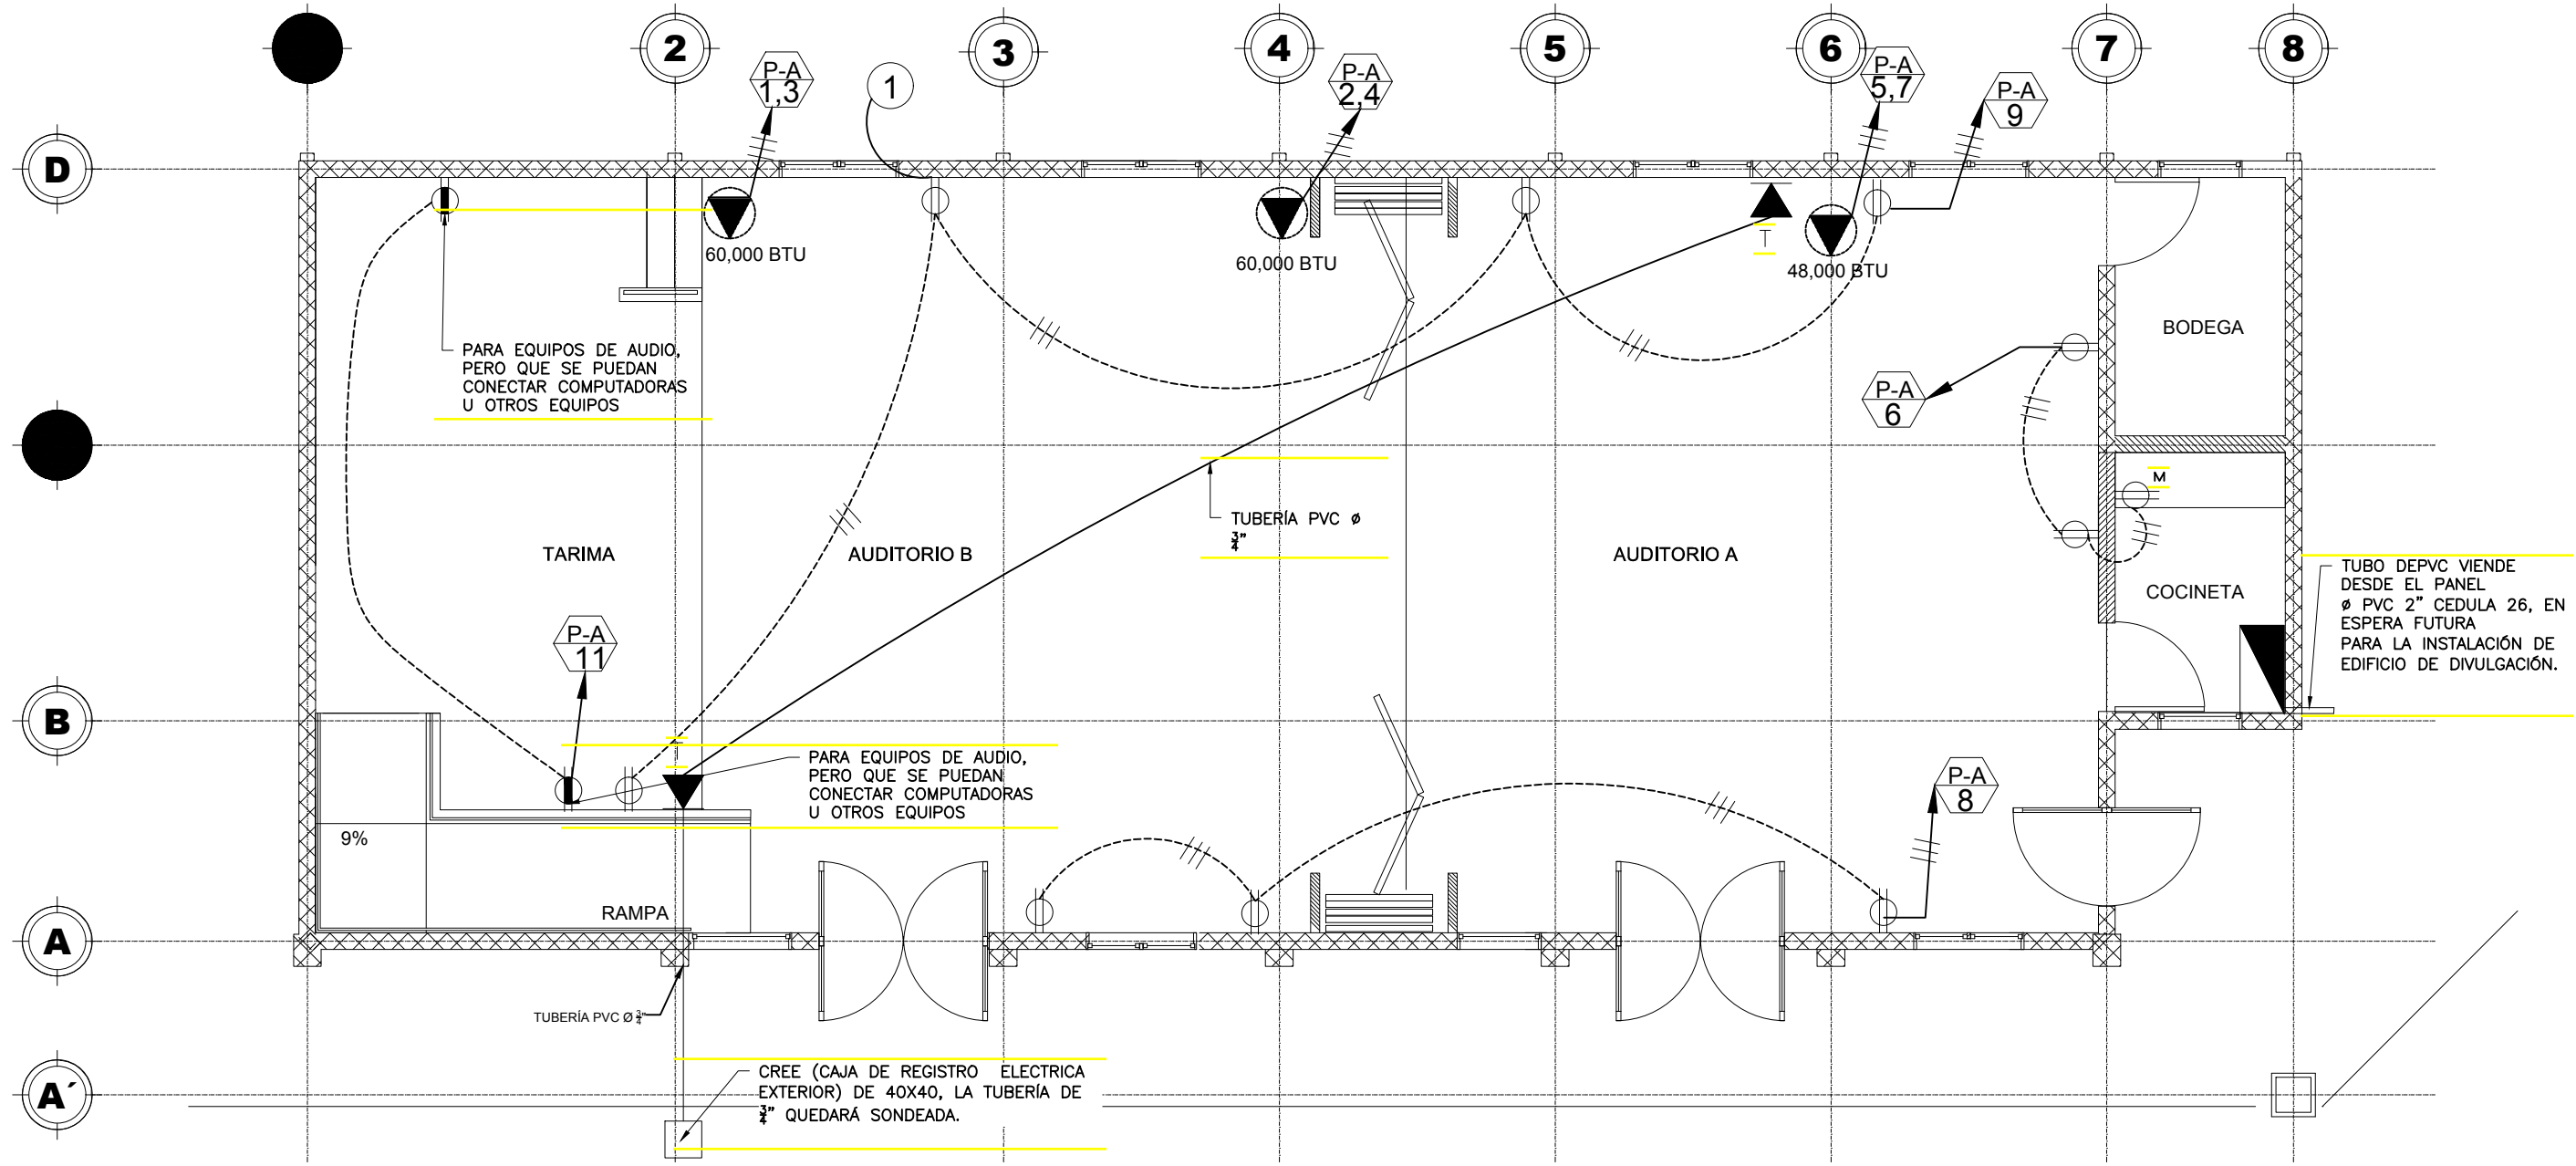 2
3
4
5
6
7
8
P-A
1,3
1
P-A
2,4
P-A
5,7
P-A
9
D
60,000 BTU
60,000 BTU
T
48,000 BTU
BODEGA
PARA EQUIPOS DE AUDIO,
PERO QUE SE PUEDAN
CONECTAR COMPUTADORAS
U OTROS EQUIPOS
P-A
6
M
TUBERÍA PVC Ø
3/4"
TARIMA
AUDITORIO B
AUDITORIO A
COCINETA
TUBO DEPVC VIENDE
DESDE EL PANEL
Ø PVC 2" CEDULA 26, EN
ESPERA FUTURA
PARA LA INSTALACIÓN DE
EDIFICIO DE DIVULGACIÓN.
P-A
11
B
T
PARA EQUIPOS DE AUDIO,
PERO QUE SE PUEDAN
CONECTAR COMPUTADORAS
U OTROS EQUIPOS
P-A
8
9%
RAMPA
A
TUBERÍA PVC Ø 3/4"
CREE (CAJA DE REGISTRO ELECTRICA
EXTERIOR) DE 40X40, LA TUBERÍA DE
3/4" QUEDARÁ SONDEADA.
A´